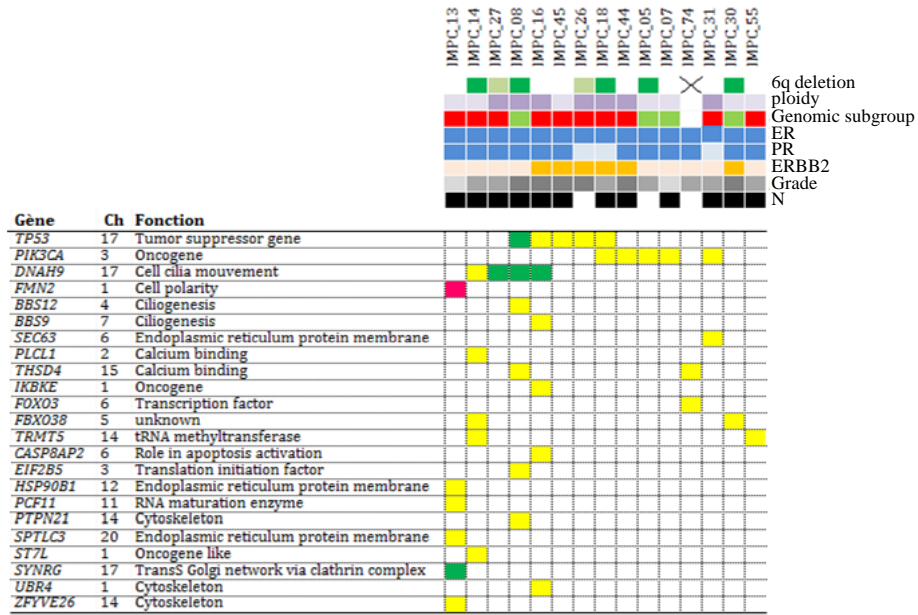 IMPC_13 IMPC_14 IMPC_27 IMPC_08 IMPC_16 IMPC_45 IMPC_26 IMPC_18 IMPC_44 IMPC_05 IMPC_07 IMPC_74 IMPC_31 IMPC_30 IMPC_55
6q deletion
ploidy
Genomic subgroup
ER
PR
ERBB2
Grade
N
Gène Ch Fonction
TP53 17 Tumor suppressor gene
PIK3CA 3 Oncogene
DNAH9 17 Cell cilia mouvement
FMN2 1 Cell polarity
BBS12 4 Ciliogenesis
BBS9 7 Ciliogenesis
SEC63 6 Endoplasmic reticulum protein membrane
PLCL1 2 Calcium binding
THSD4 15 Calcium binding
IKBKE 1 Oncogene
FOXO3 6 Transcription factor
FBXO38 5 unknown
TRMT5 14 tRNA methyltransferase
CASP8AP2 6 Role in apoptosis activation
EIF2B5 3 Translation initiation factor
HSP90B1 12 Endoplasmic reticulum protein membrane
PCF11 11 RNA maturation enzyme
PTPN21 14 Cytoskeleton
SPTLC3 20 Endoplasmic reticulum protein membrane
ST7L 1 Oncogene like
SYNRG 17 TransS Golgi network via clathrin complex
UBR4 1 Cytoskeleton
ZFYVE26 14 Cytoskeleton